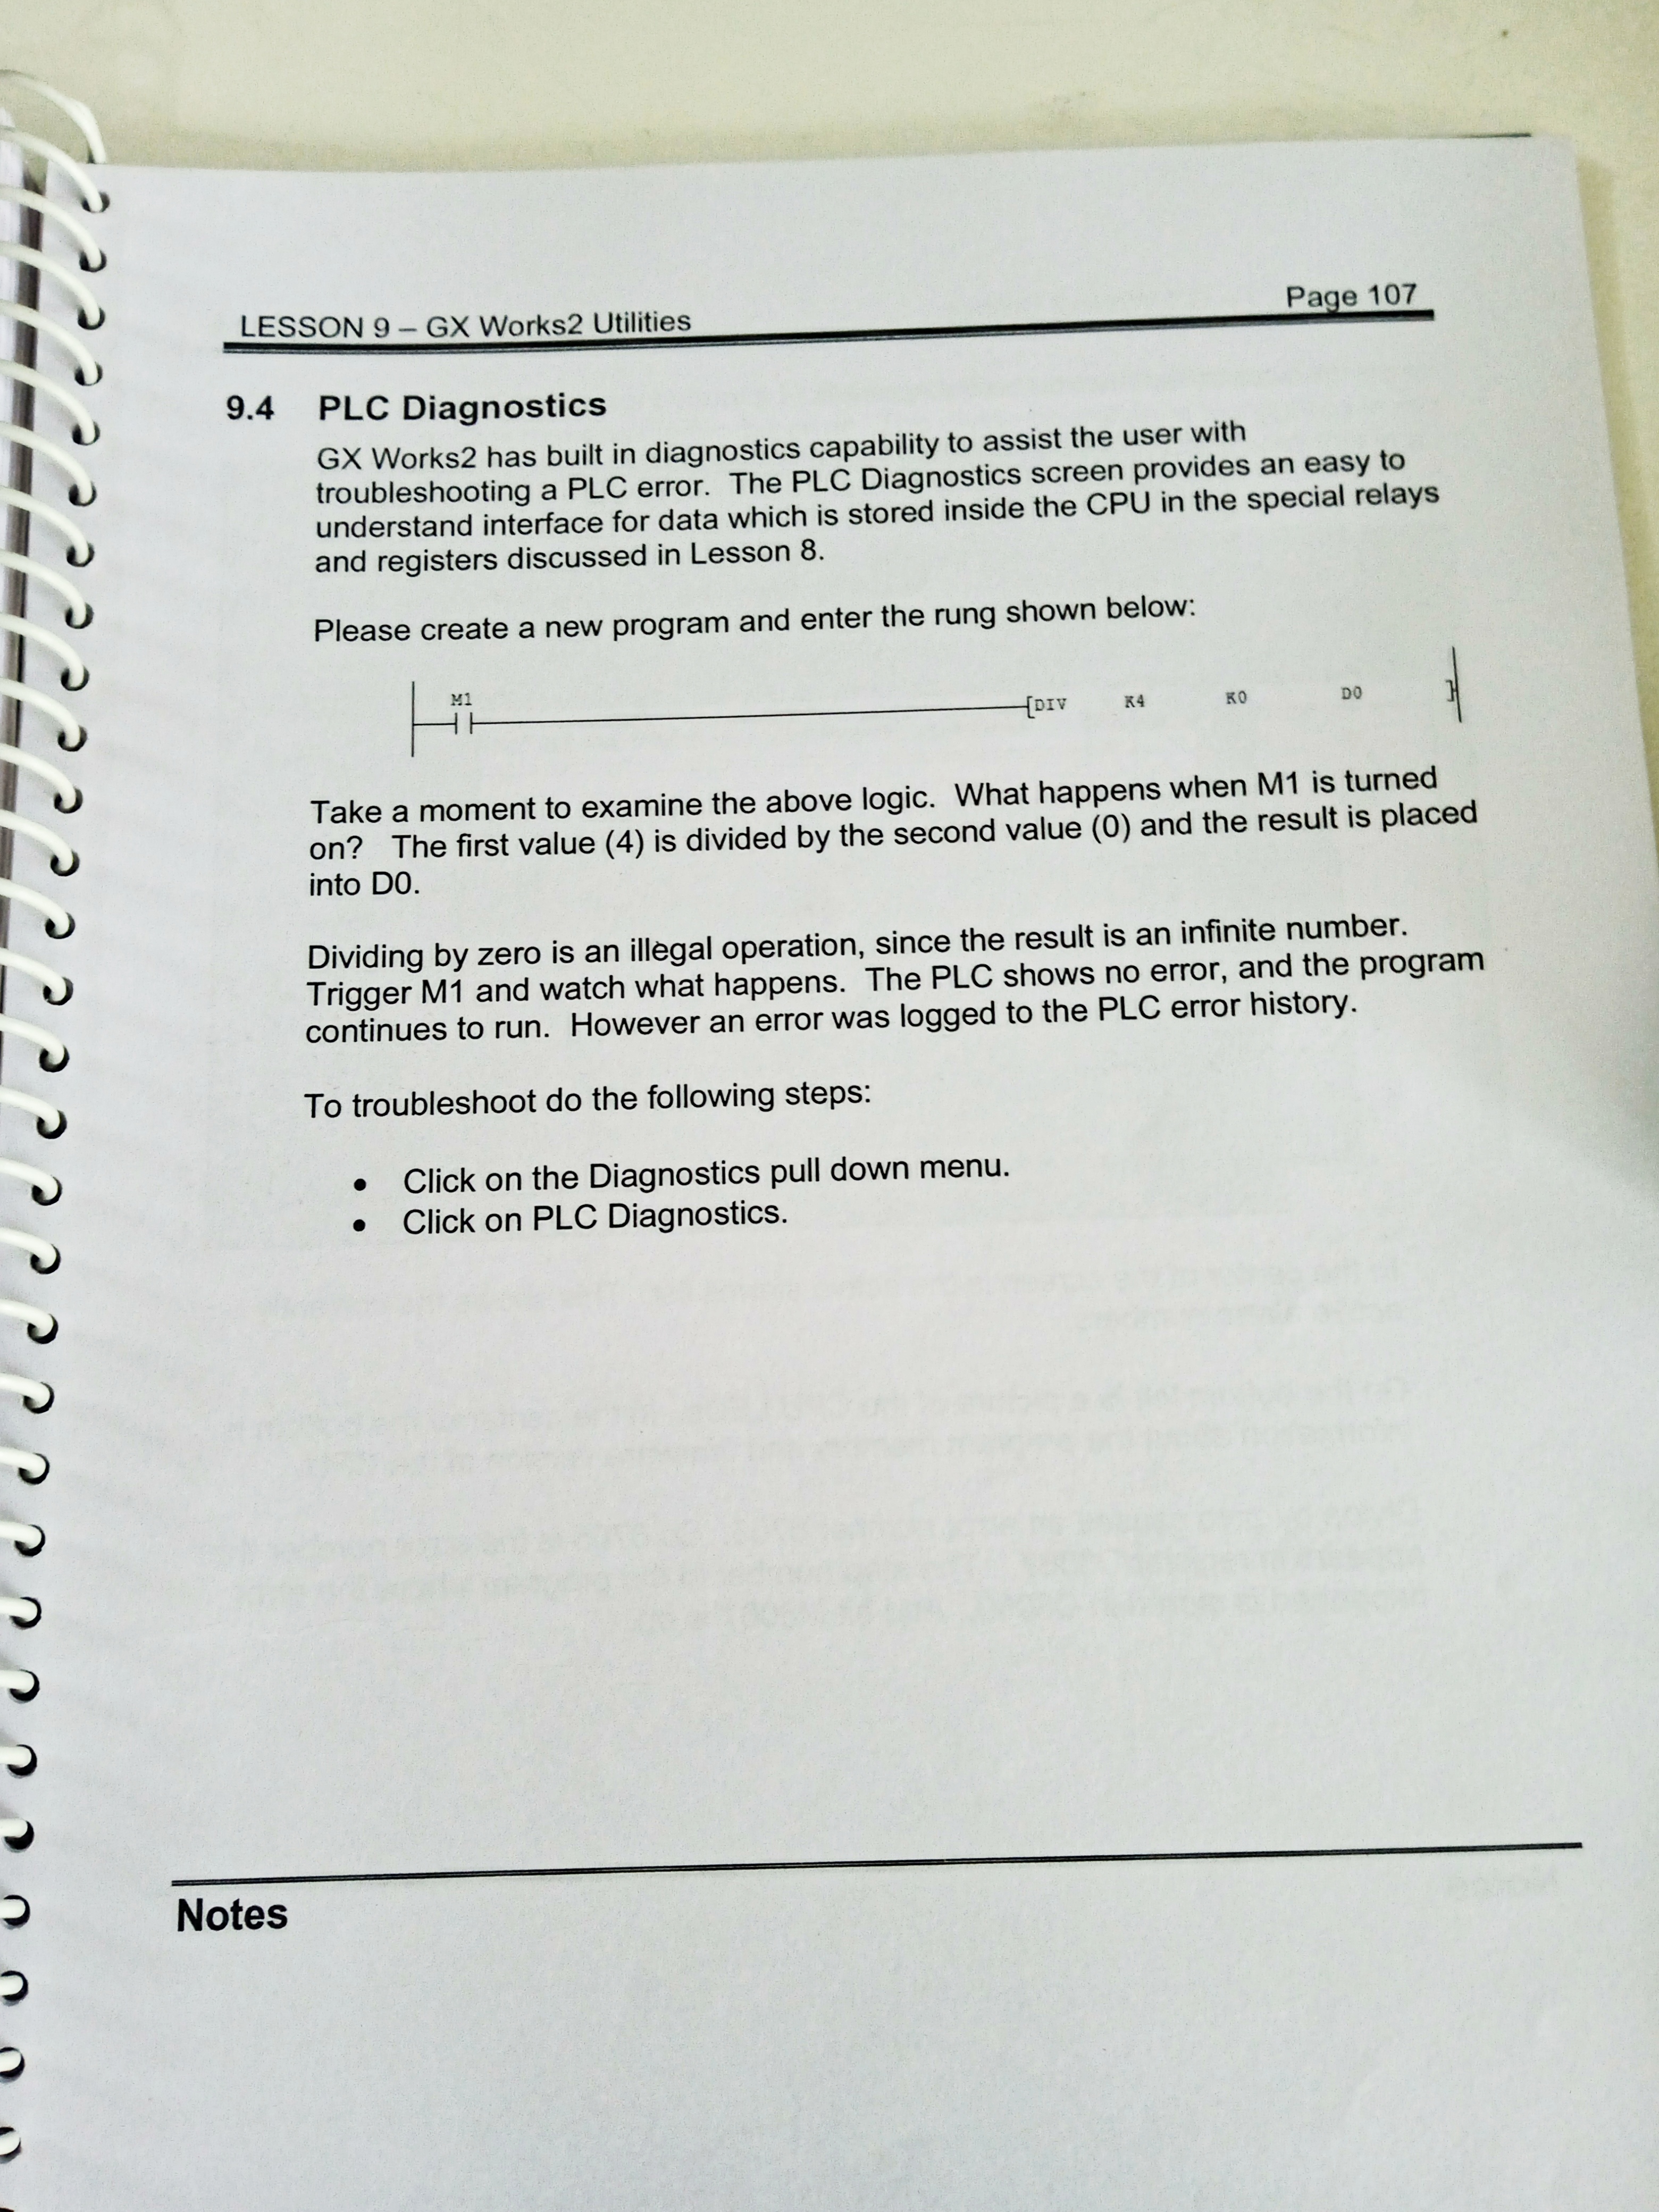 LESSON 9 – GX Works2 Utilities
Page 107
9.4 PLC Diagnostics
GX Works2 has built in diagnostics capability to assist the user with
troubleshooting a PLC error. The PLC Diagnostics screen provides an easy to
understand interface for data which is stored inside the CPU in the special relays
and registers discussed in Lesson 8.
Please create a new program and enter the rung shown below:
M1
[DIV K4 K0 D0 ]
Take a moment to examine the above logic. What happens when M1 is turned
on? The first value (4) is divided by the second value (0) and the result is placed
into D0.
Dividing by zero is an illegal operation, since the result is an infinite number.
Trigger M1 and watch what happens. The PLC shows no error, and the program
continues to run. However an error was logged to the PLC error history.
To troubleshoot do the following steps:
• Click on the Diagnostics pull down menu.
• Click on PLC Diagnostics.
Notes